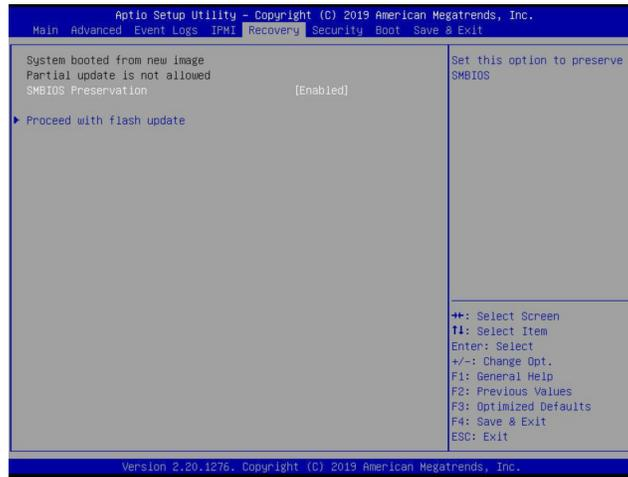 Aptio Setup Utility – Copyright (C) 2019 American Megatrends, Inc.
Main Advanced Event Logs IPMI Recovery Security Boot Save & Exit
System booted from new image
Partial update is not allowed
SMBIOS Preservation [Enabled]
▶ Proceed with flash update
Set this option to preserve
SMBIOS
→←: Select Screen
↑↓: Select Item
Enter: Select
+/-: Change Opt.
F1: General Help
F2: Previous Values
F3: Optimized Defaults
F4: Save & Exit
ESC: Exit
Version 2.20.1276. Copyright (C) 2019 American Megatrends, Inc.